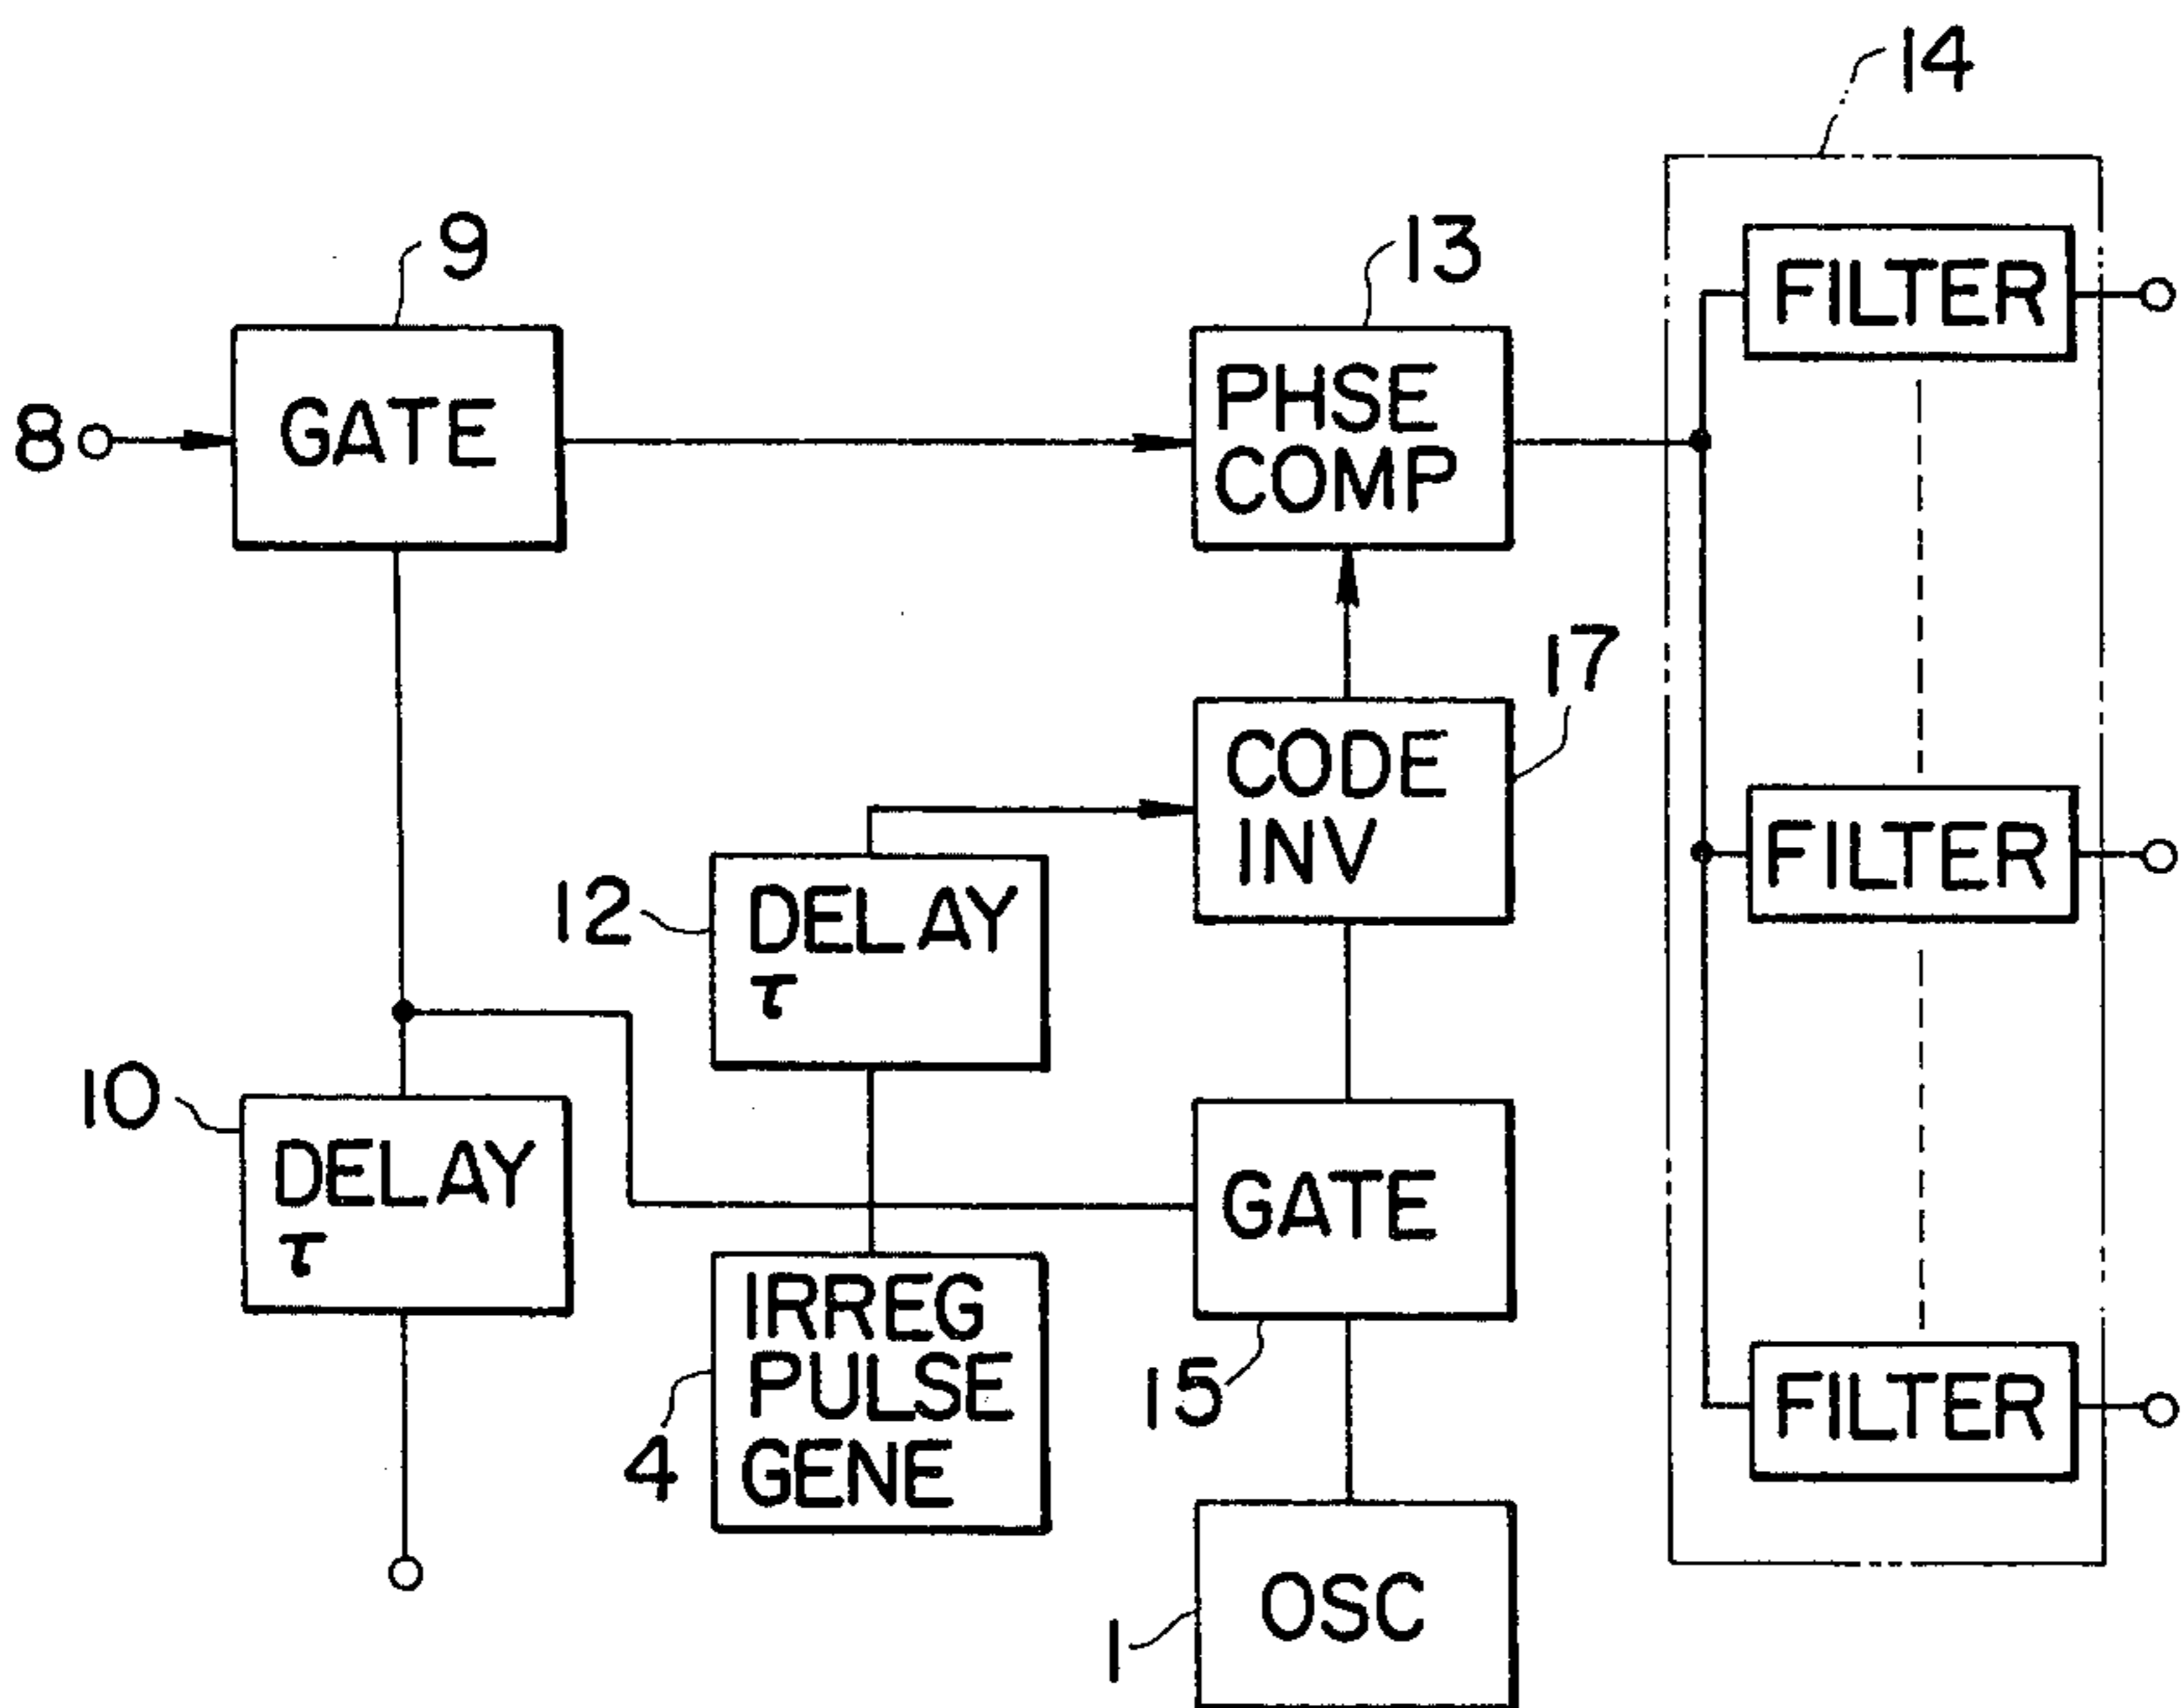 14
9
13
FILTER
8
GATE
PHSE
COMP
17
CODE
INV
FILTER
12
DELAY
τ
10
DELAY
τ
GATE
IRREG
PULSE
GENE
4
15
FILTER
OSC
1